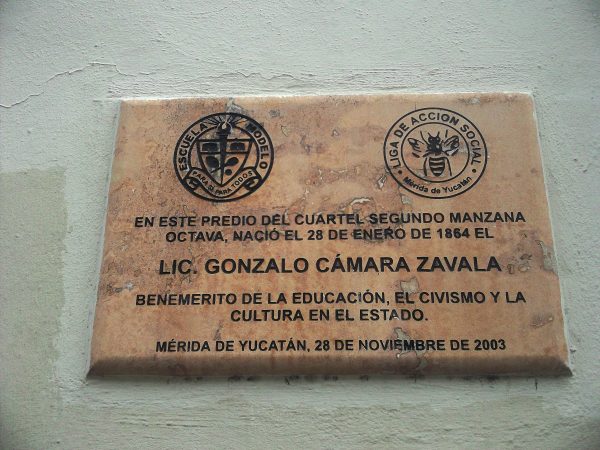 ESCUELA MODELO
PARA SI PARA TODOS
LIGA DE ACCION SOCIAL
Mérida de Yucatán
EN ESTE PREDIO DEL CUARTEL SEGUNDO MANZANA
OCTAVA, NACIÓ EL 28 DE ENERO DE 1864 EL
LIC. GONZALO CÁMARA ZAVALA
BENEMERITO DE LA EDUCACIÓN, EL CIVISMO Y LA
CULTURA EN EL ESTADO.
MÉRIDA DE YUCATÁN, 28 DE NOVIEMBRE DE 2003